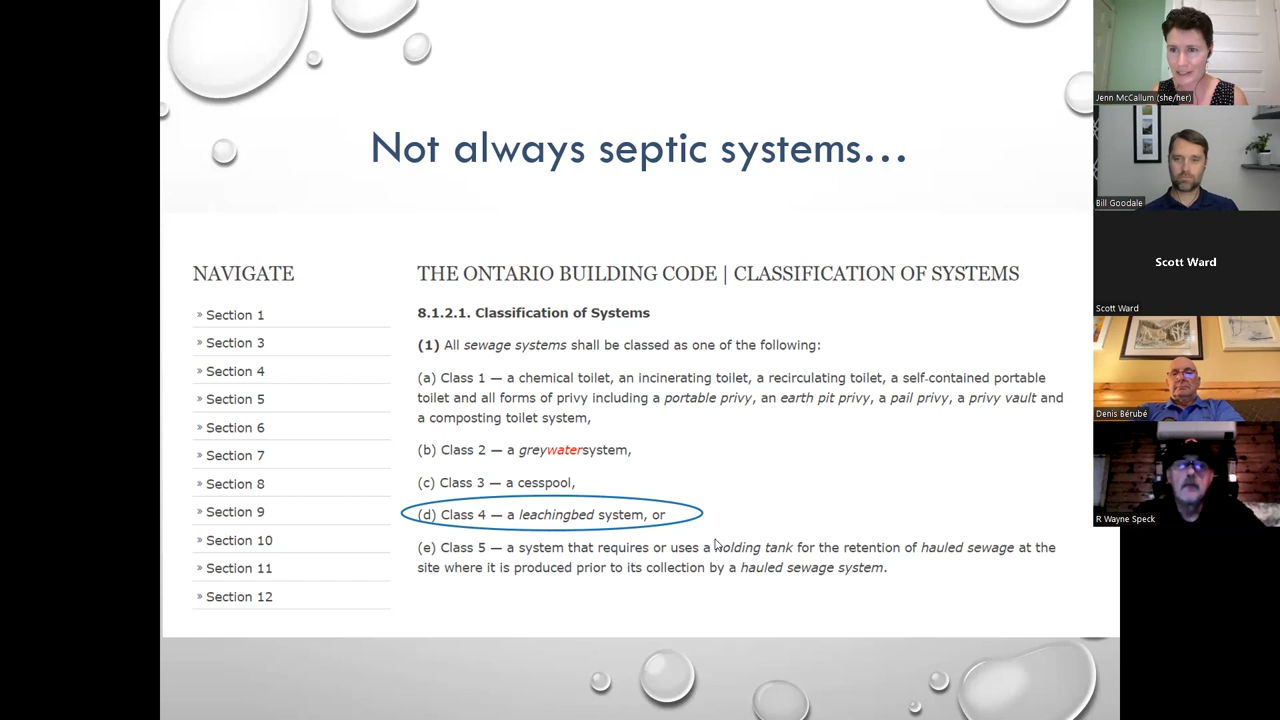 Not always septic systems...
NAVIGATE
» Section 1
» Section 3
» Section 4
» Section 5
» Section 6
» Section 7
» Section 8
» Section 9
» Section 10
» Section 11
» Section 12
THE ONTARIO BUILDING CODE | CLASSIFICATION OF SYSTEMS
8.1.2.1. Classification of Systems
(1) All sewage systems shall be classed as one of the following:
(a) Class 1 — a chemical toilet, an incinerating toilet, a recirculating toilet, a self-contained portable
toilet and all forms of privy including a portable privy, an earth pit privy, a pail privy, a privy vault and
a composting toilet system,
(b) Class 2 — a greywatersystem,
(c) Class 3 — a cesspool,
(d) Class 4 — a leachingbed system, or
(e) Class 5 — a system that requires or uses a holding tank for the retention of hauled sewage at the
site where it is produced prior to its collection by a hauled sewage system.
Jenn McCallum (she/her)
Bill Goodale
Scott Ward
Scott Ward
Denis Bérubé
R Wayne Speck